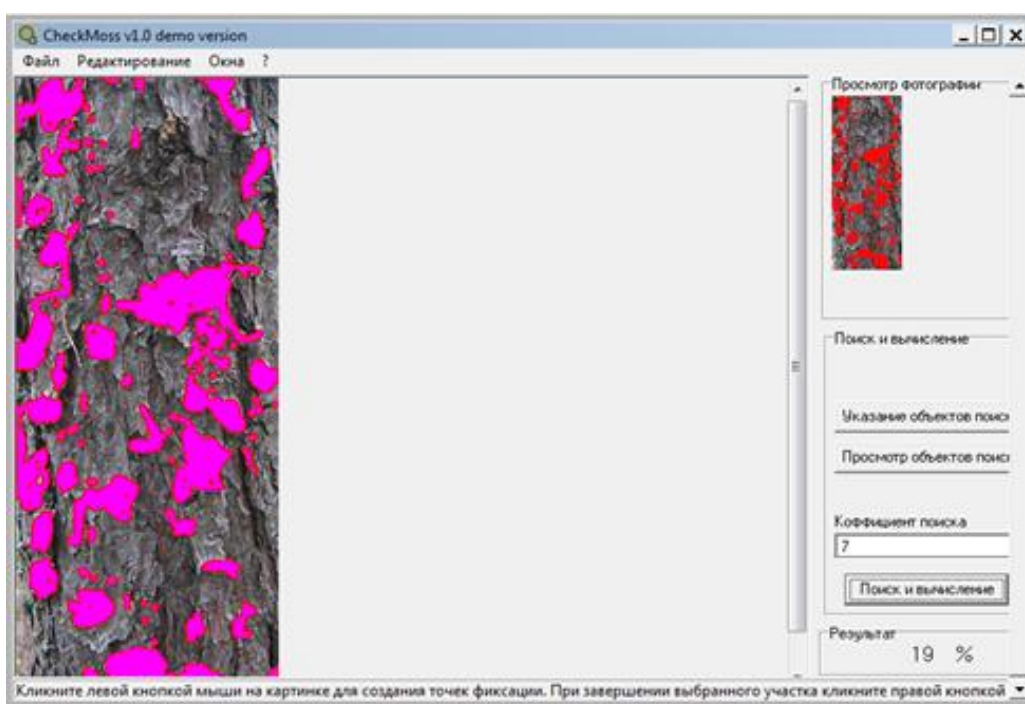 CheckMoss v1.0 demo version
Файл Редактирование Окна ?
Просмотр фотографии
Поиск и вычисление
Указание объектов поиск
Просмотр объектов поис
Коффициент поиска
7
Поиск и вычисление
Результат
19 %
Кликните левой кнопкой мыши на картинке для создания точек фиксации. При завершении выбранного участка кликните правой кнопкой